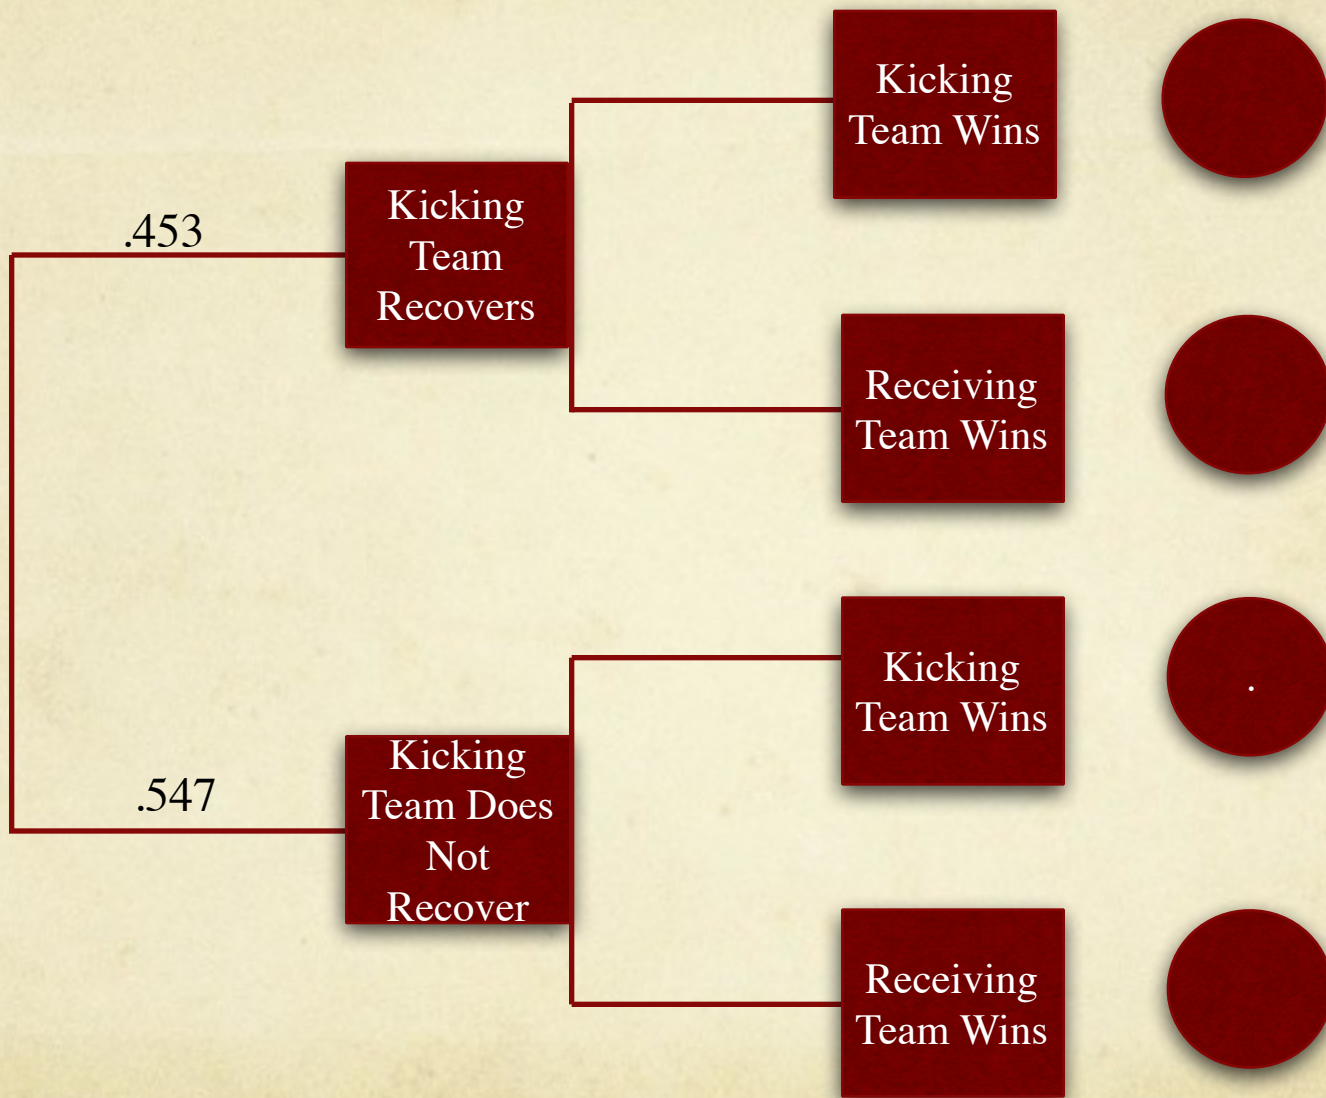 Kicking
Team Wins
.453
Kicking
Team
Recovers
Receiving
Team Wins
Kicking
Team Wins
.
.547
Kicking
Team Does
Not
Recover
Receiving
Team Wins